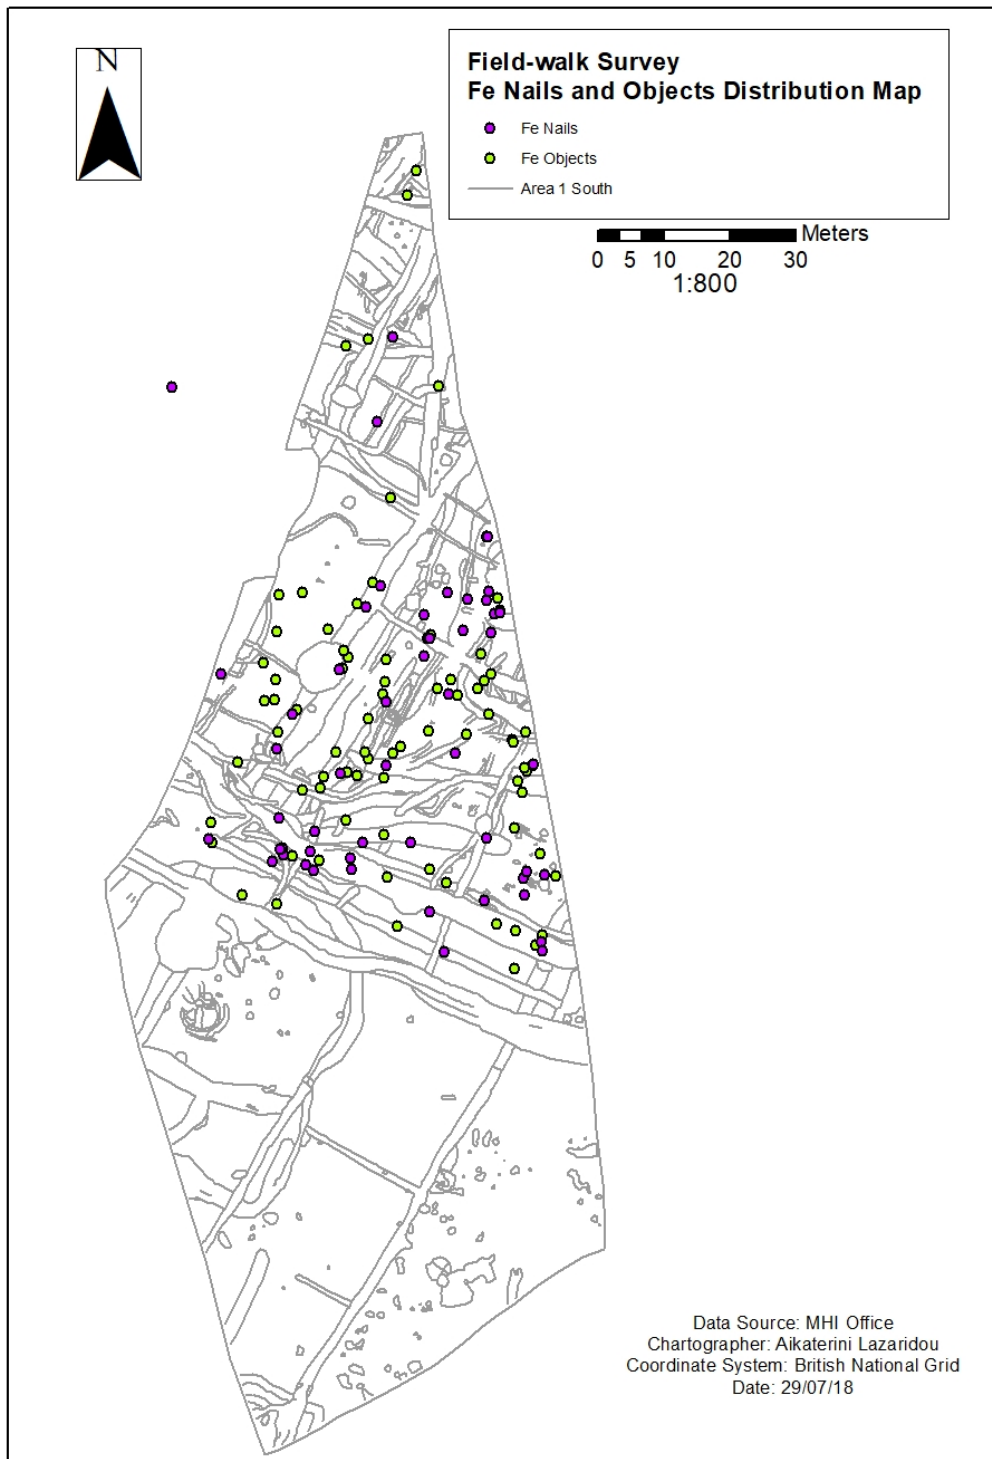 N
Field-walk Survey
Fe Nails and Objects Distribution Map
Fe Nails
Fe Objects
Area 1 South
Meters
0 5 10 20 30
1:800
Data Source: MHI Office
Chartographer: Aikaterini Lazaridou
Coordinate System: British National Grid
Date: 29/07/18